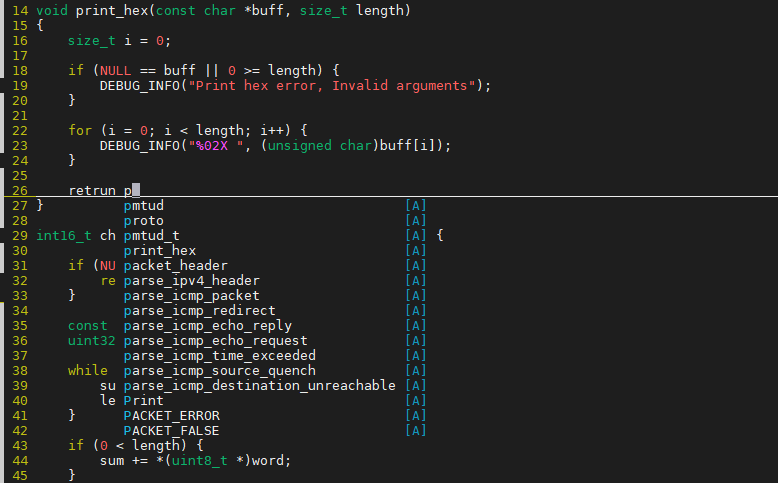 14 void print_hex(const char *buff, size_t length)
15 {
16     size_t i = 0;
17
18     if (NULL == buff || 0 >= length) {
19         DEBUG_INFO("Print hex error, Invalid arguments");
20     }
21
22     for (i = 0; i < length; i++) {
23         DEBUG_INFO("%02X ", (unsigned char)buff[i]);
24     }
25
26     retrun p
27 }          pmtud                              [A]
28            proto                              [A]
29 int16_t ch pmtud_t                            [A] {
30            print_hex                          [A]
31     if (NU packet_header                      [A]
32         re parse_ipv4_header                  [A]
33     }      parse_icmp_packet                  [A]
34            parse_icmp_redirect                [A]
35     const  parse_icmp_echo_reply              [A]
36     uint32 parse_icmp_echo_request            [A]
37            parse_icmp_time_exceeded           [A]
38     while  parse_icmp_source_quench           [A]
39         su parse_icmp_destination_unreachable [A]
40         le Print                              [A]
41     }      PACKET_ERROR                       [A]
42            PACKET_FALSE                       [A]
43     if (0 < length) {
44         sum += *(uint8_t *)word;
45     }